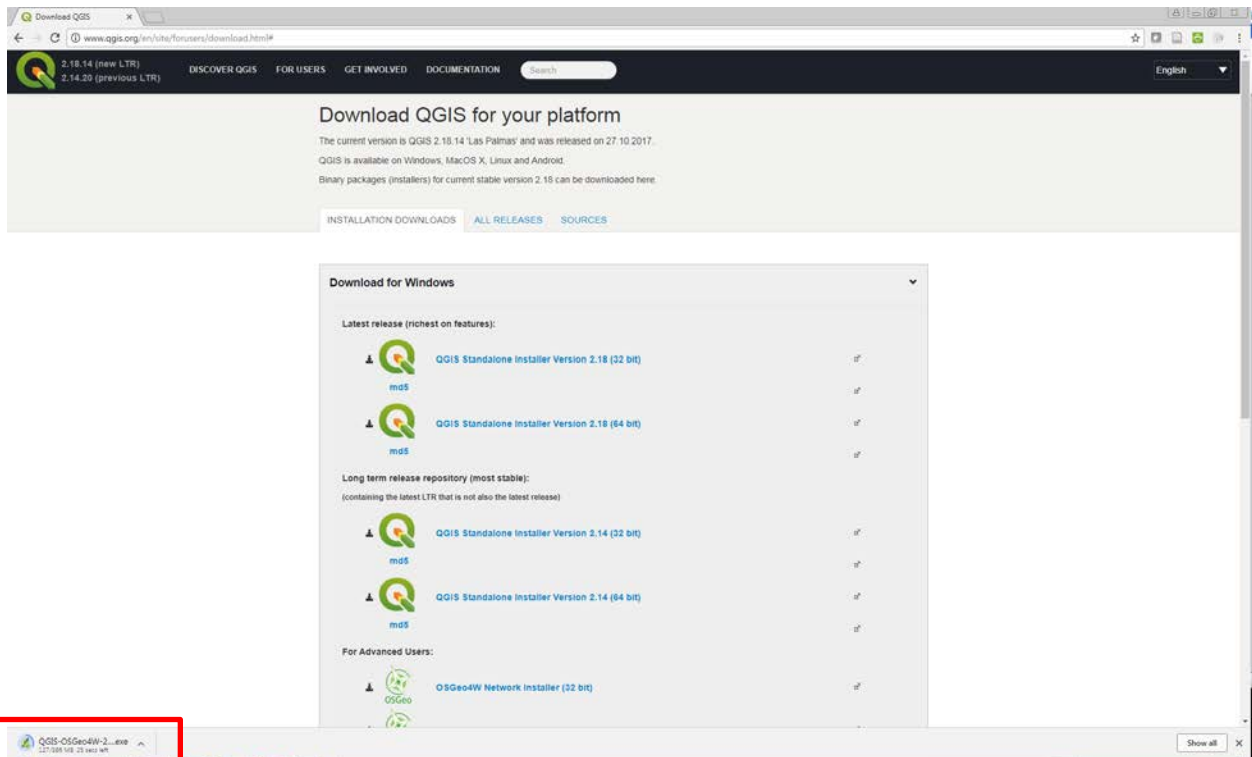 Download QGIS
www.qgis.org/en/site/forusers/download.html#
2.18.14 (new LTR)
2.14.20 (previous LTR)
DISCOVER QGIS
FOR USERS
GET INVOLVED
DOCUMENTATION
Search
English
Download QGIS for your platform
The current version is QGIS 2.18.14 'Las Palmas' and was released on 27.10.2017.
QGIS is available on Windows, MacOS X, Linux and Android.
Binary packages (installers) for current stable version 2.18 can be downloaded here.
INSTALLATION DOWNLOADS
ALL RELEASES
SOURCES
Download for Windows
Latest release (richest on features):
QGIS Standalone Installer Version 2.18 (32 bit)
md5
QGIS Standalone Installer Version 2.18 (64 bit)
md5
Long term release repository (most stable):
(containing the latest LTR that is not also the latest release)
QGIS Standalone Installer Version 2.14 (32 bit)
md5
QGIS Standalone Installer Version 2.14 (64 bit)
md5
For Advanced Users:
OSGeo
OSGeo4W Network Installer (32 bit)
QGIS-OSGeo4W-2....exe
MB, 25 secs left
Show all